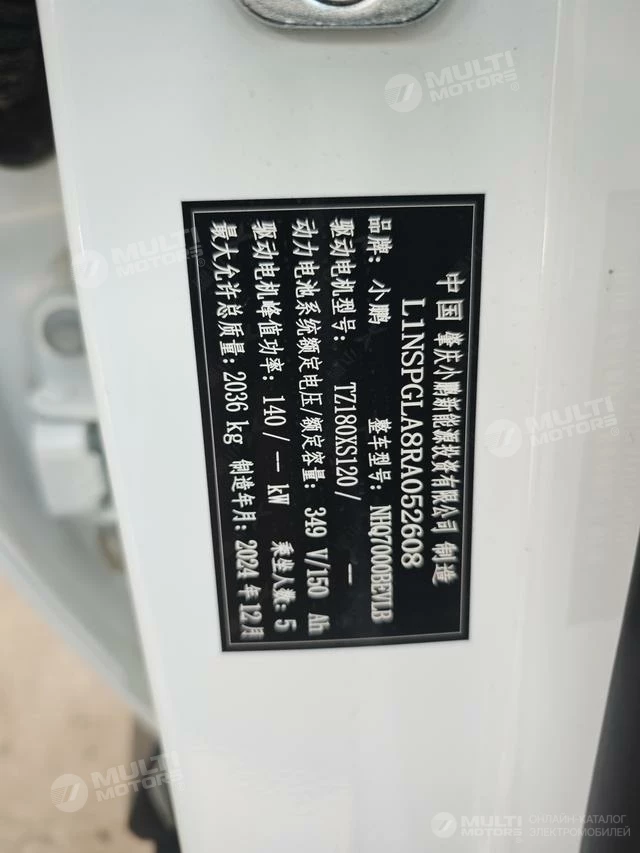 中国 肇庆小鹏新能源投资有限公司 制造
L1NSPGLA8RA052608
品牌: 小鹏 整车型号: NHQ7000BEVLB
驱动电机型号: TZ180XS120/ —
动力电池系统额定电压/额定容量: 349 V/150 Ah
驱动电机峰值功率: 140/ -- kW 乘坐人数: 5
最大允许总质量: 2036 kg 制造年月: 2024 年 12月
MULTI
MOTORS®
MULTI
MOTORS
MULTI
MOTORS
MULTI
MOTORS
MULTI
MOTORS
ОНЛАЙН-КАТАЛОГ
ЭЛЕКТРОМОБИЛЕЙ